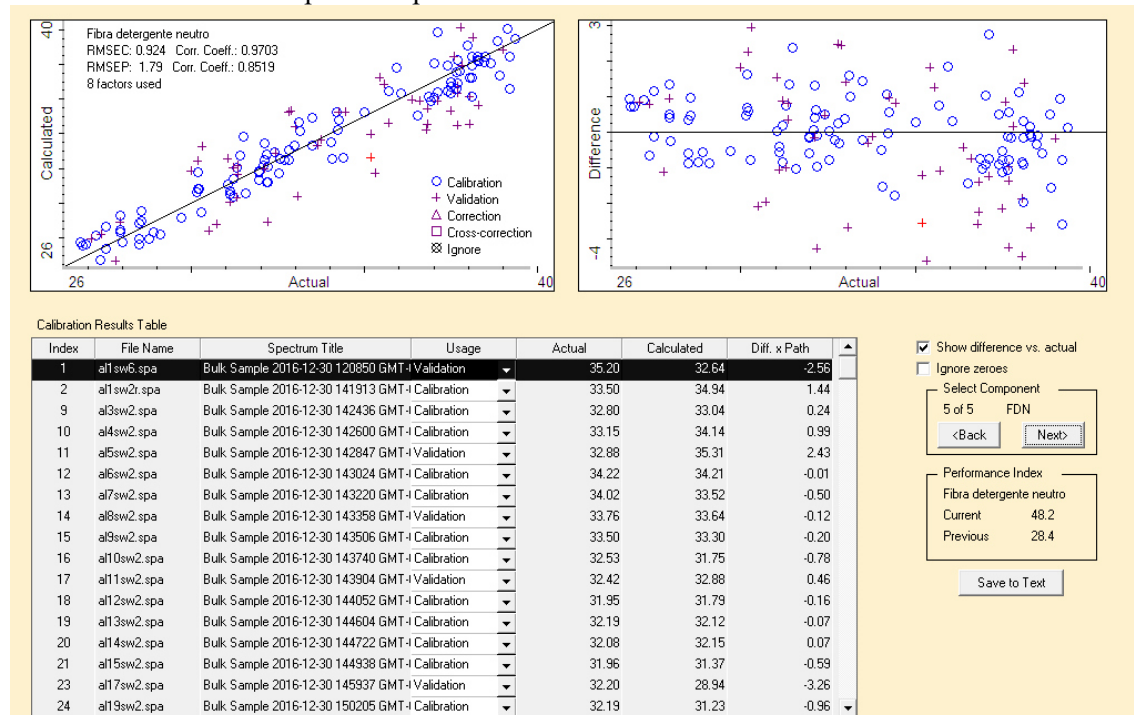 40
Fibra detergente neutro
RMSEC: 0.924 Corr. Coeff.: 0.9703
RMSEP: 1.79 Corr. Coeff.: 0.8519
8 factors used
Calculated
26
Calibration
Validation
Correction
Cross-correction
Ignore
26 Actual 40
3
Difference
-4
26 Actual 40
Calibration Results Table
Index File Name Spectrum Title Usage Actual Calculated Diff. x Path
1 al1sw6.spa Bulk Sample 2016-12-30 120850 GMT-( Validation 35.20 32.64 -2.56
2 al1sw2r.spa Bulk Sample 2016-12-30 141913 GMT-( Calibration 33.50 34.94 1.44
9 al3sw2.spa Bulk Sample 2016-12-30 142436 GMT-( Calibration 32.80 33.04 0.24
10 al4sw2.spa Bulk Sample 2016-12-30 142600 GMT-( Calibration 33.15 34.14 0.99
11 al5sw2.spa Bulk Sample 2016-12-30 142847 GMT-( Validation 32.88 35.31 2.43
12 al6sw2.spa Bulk Sample 2016-12-30 143024 GMT-( Calibration 34.22 34.21 -0.01
13 al7sw2.spa Bulk Sample 2016-12-30 143220 GMT-( Calibration 34.02 33.52 -0.50
14 al8sw2.spa Bulk Sample 2016-12-30 143358 GMT-( Validation 33.76 33.64 -0.12
15 al9sw2.spa Bulk Sample 2016-12-30 143506 GMT-( Calibration 33.50 33.30 -0.20
16 al10sw2.spa Bulk Sample 2016-12-30 143740 GMT-( Calibration 32.53 31.75 -0.78
17 al11sw2.spa Bulk Sample 2016-12-30 143904 GMT-( Validation 32.42 32.88 0.46
18 al12sw2.spa Bulk Sample 2016-12-30 144052 GMT-( Calibration 31.95 31.79 -0.16
19 al13sw2.spa Bulk Sample 2016-12-30 144604 GMT-( Calibration 32.19 32.12 -0.07
20 al14sw2.spa Bulk Sample 2016-12-30 144722 GMT-( Calibration 32.08 32.15 0.07
21 al15sw2.spa Bulk Sample 2016-12-30 144938 GMT-( Calibration 31.96 31.37 -0.59
23 al17sw2.spa Bulk Sample 2016-12-30 145937 GMT-( Validation 32.20 28.94 -3.26
24 al19sw2.spa Bulk Sample 2016-12-30 150205 GMT-( Calibration 32.19 31.23 -0.96
Show difference vs. actual
Ignore zeroes
Select Component
5 of 5 FDN
<Back Next>
Performance Index
Fibra detergente neutro
Current 48.2
Previous 28.4
Save to Text